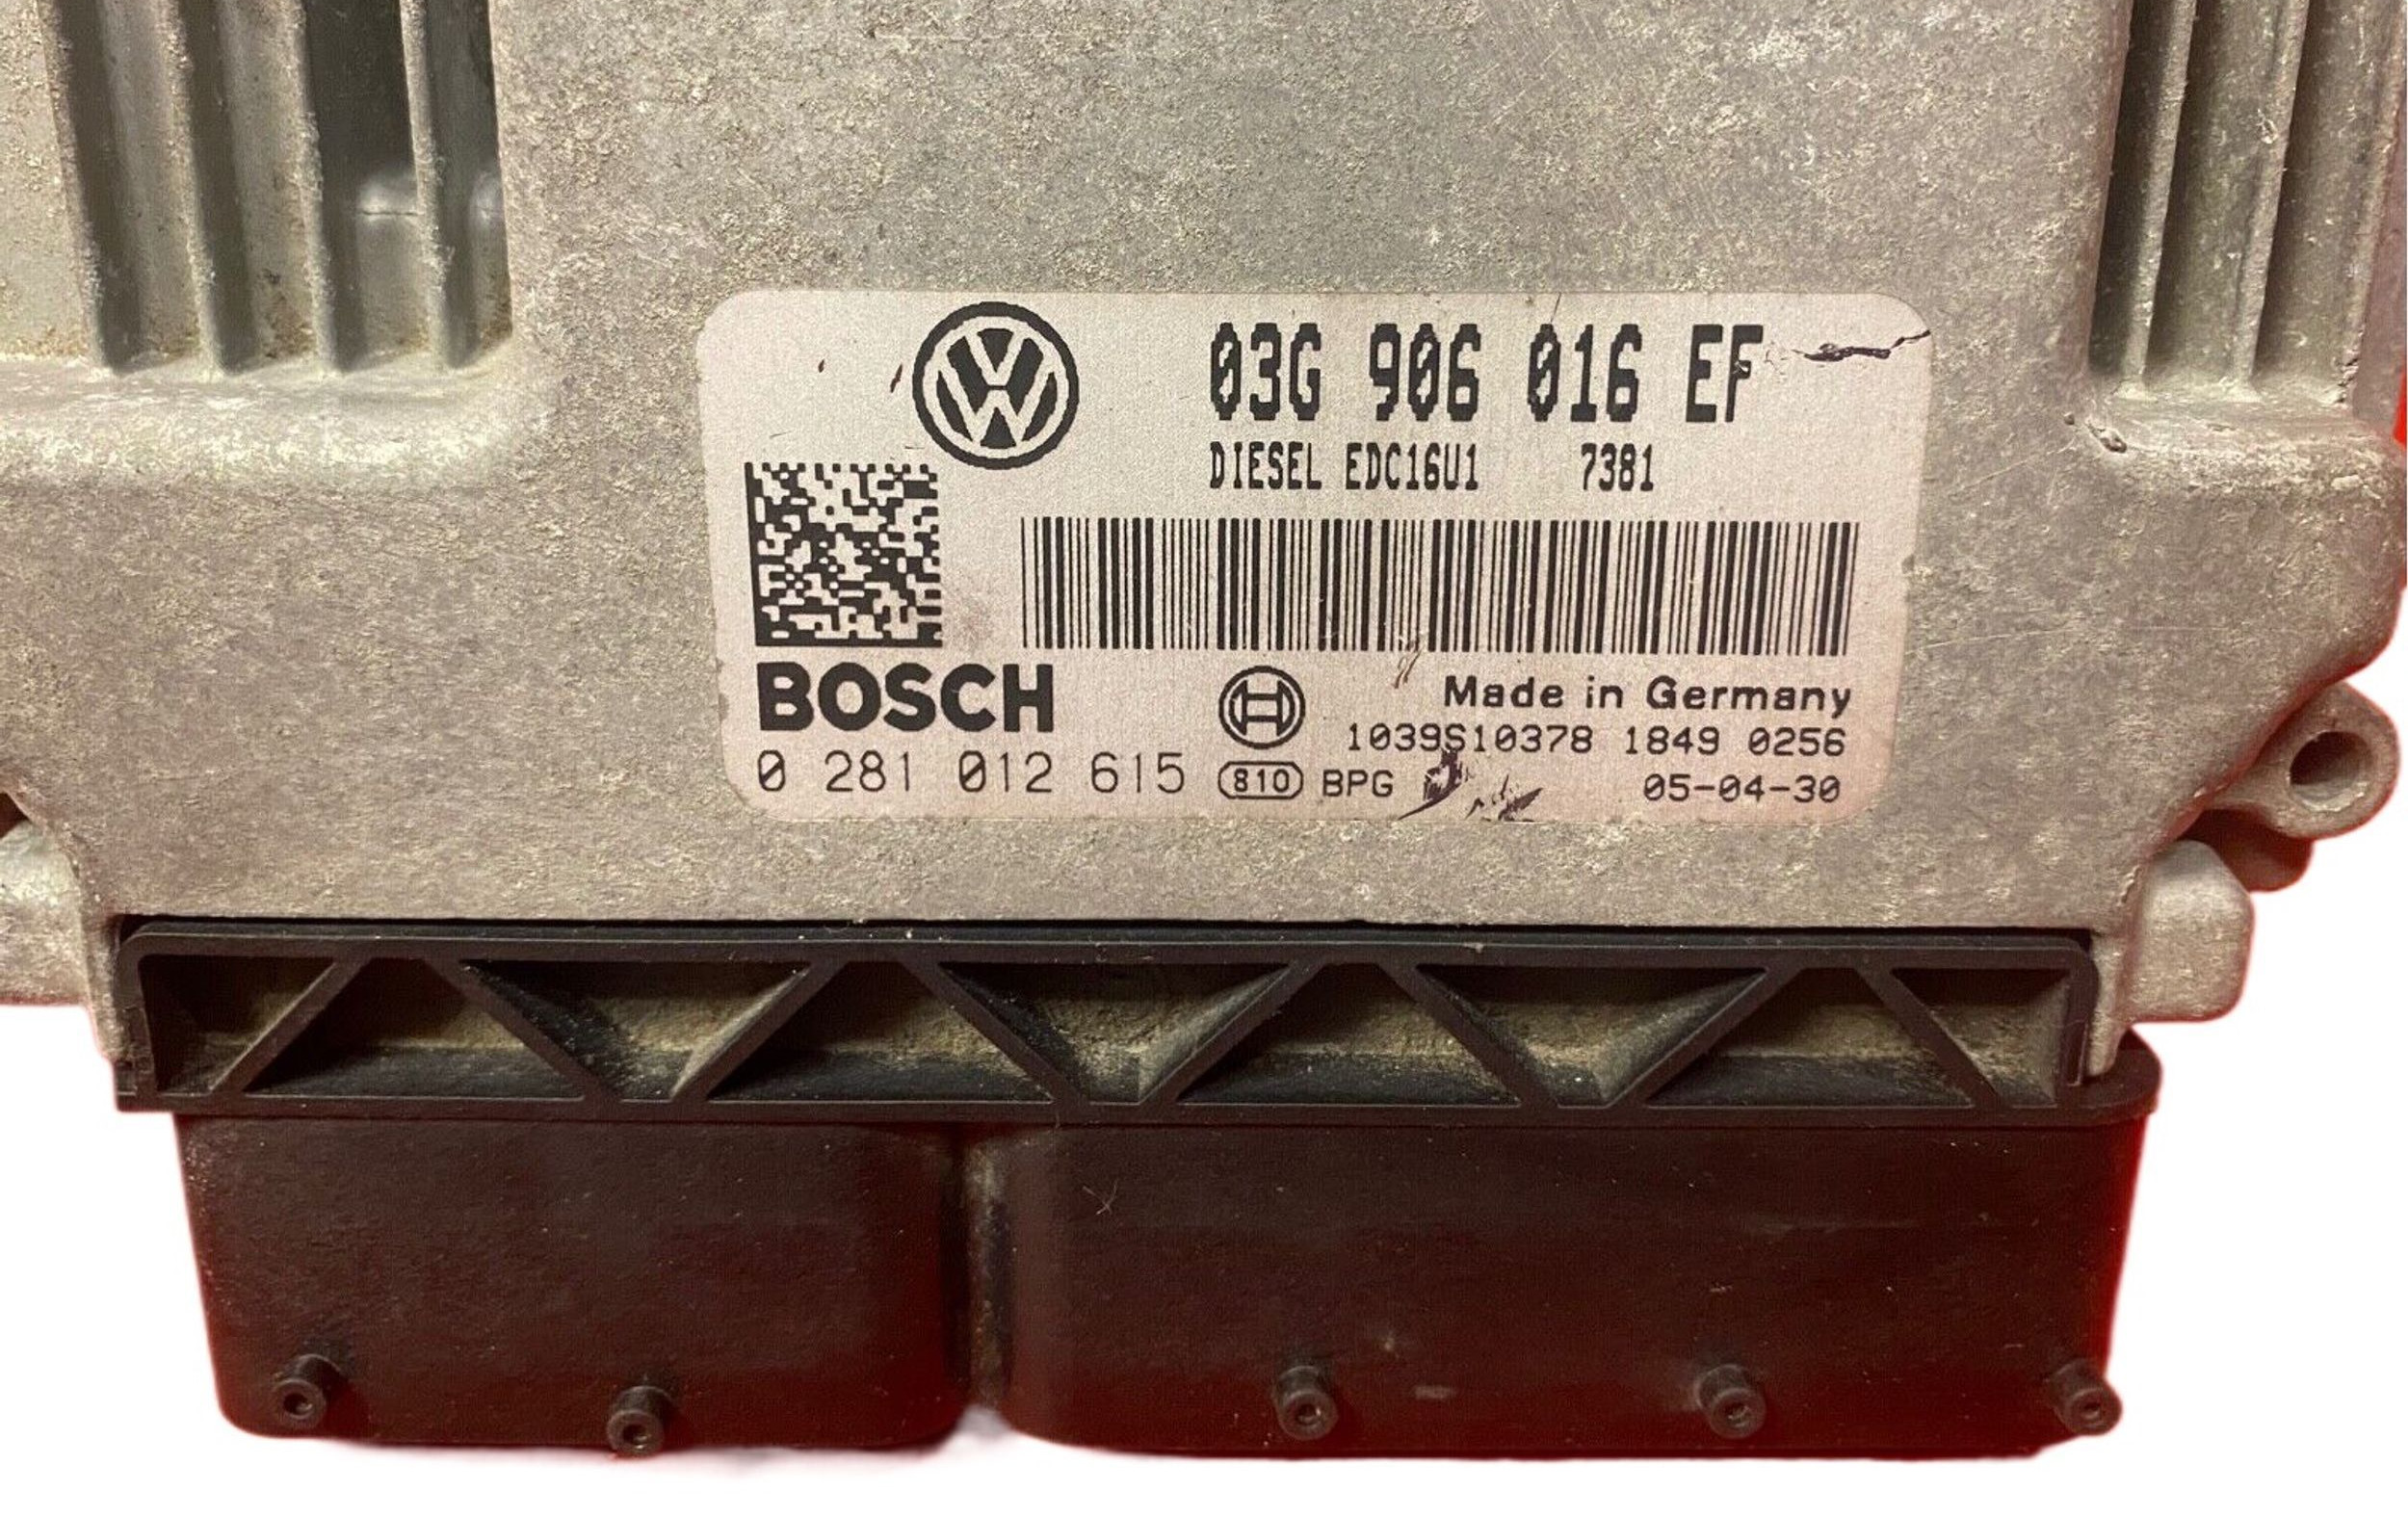 03G 906 016 EF
DIESEL EDC16U1 7381
BOSCH
Made in Germany
1039S10378 1849 0256
0 281 012 615 810 BPG 05-04-30